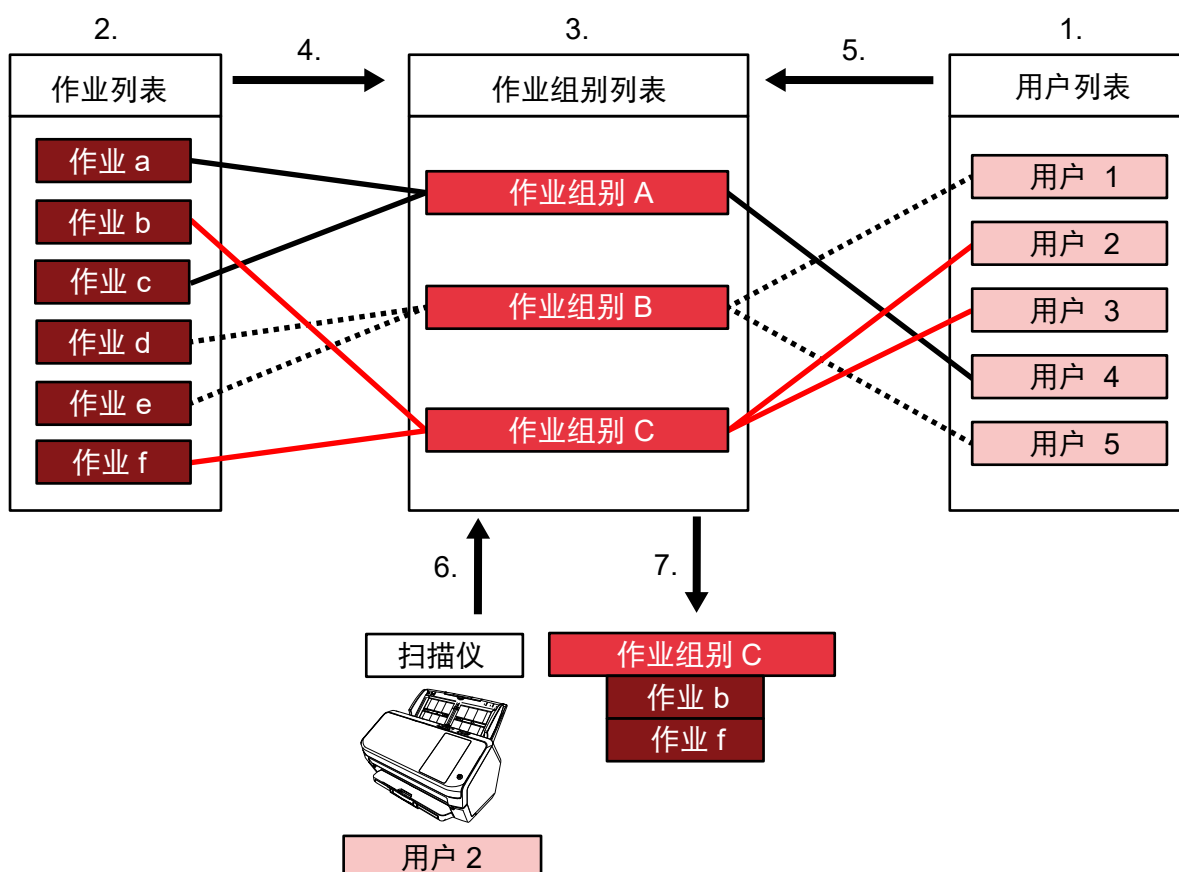 2.
4.
3.
5.
1.
作业列表
作业组别列表
用户列表
作业 a
作业 b
作业 c
作业 d
作业 e
作业 f
作业组别 A
作业组别 B
作业组别 C
用户 1
用户 2
用户 3
用户 4
用户 5
6.
7.
扫描仪
作业组别 C
作业 b
作业 f
用户 2